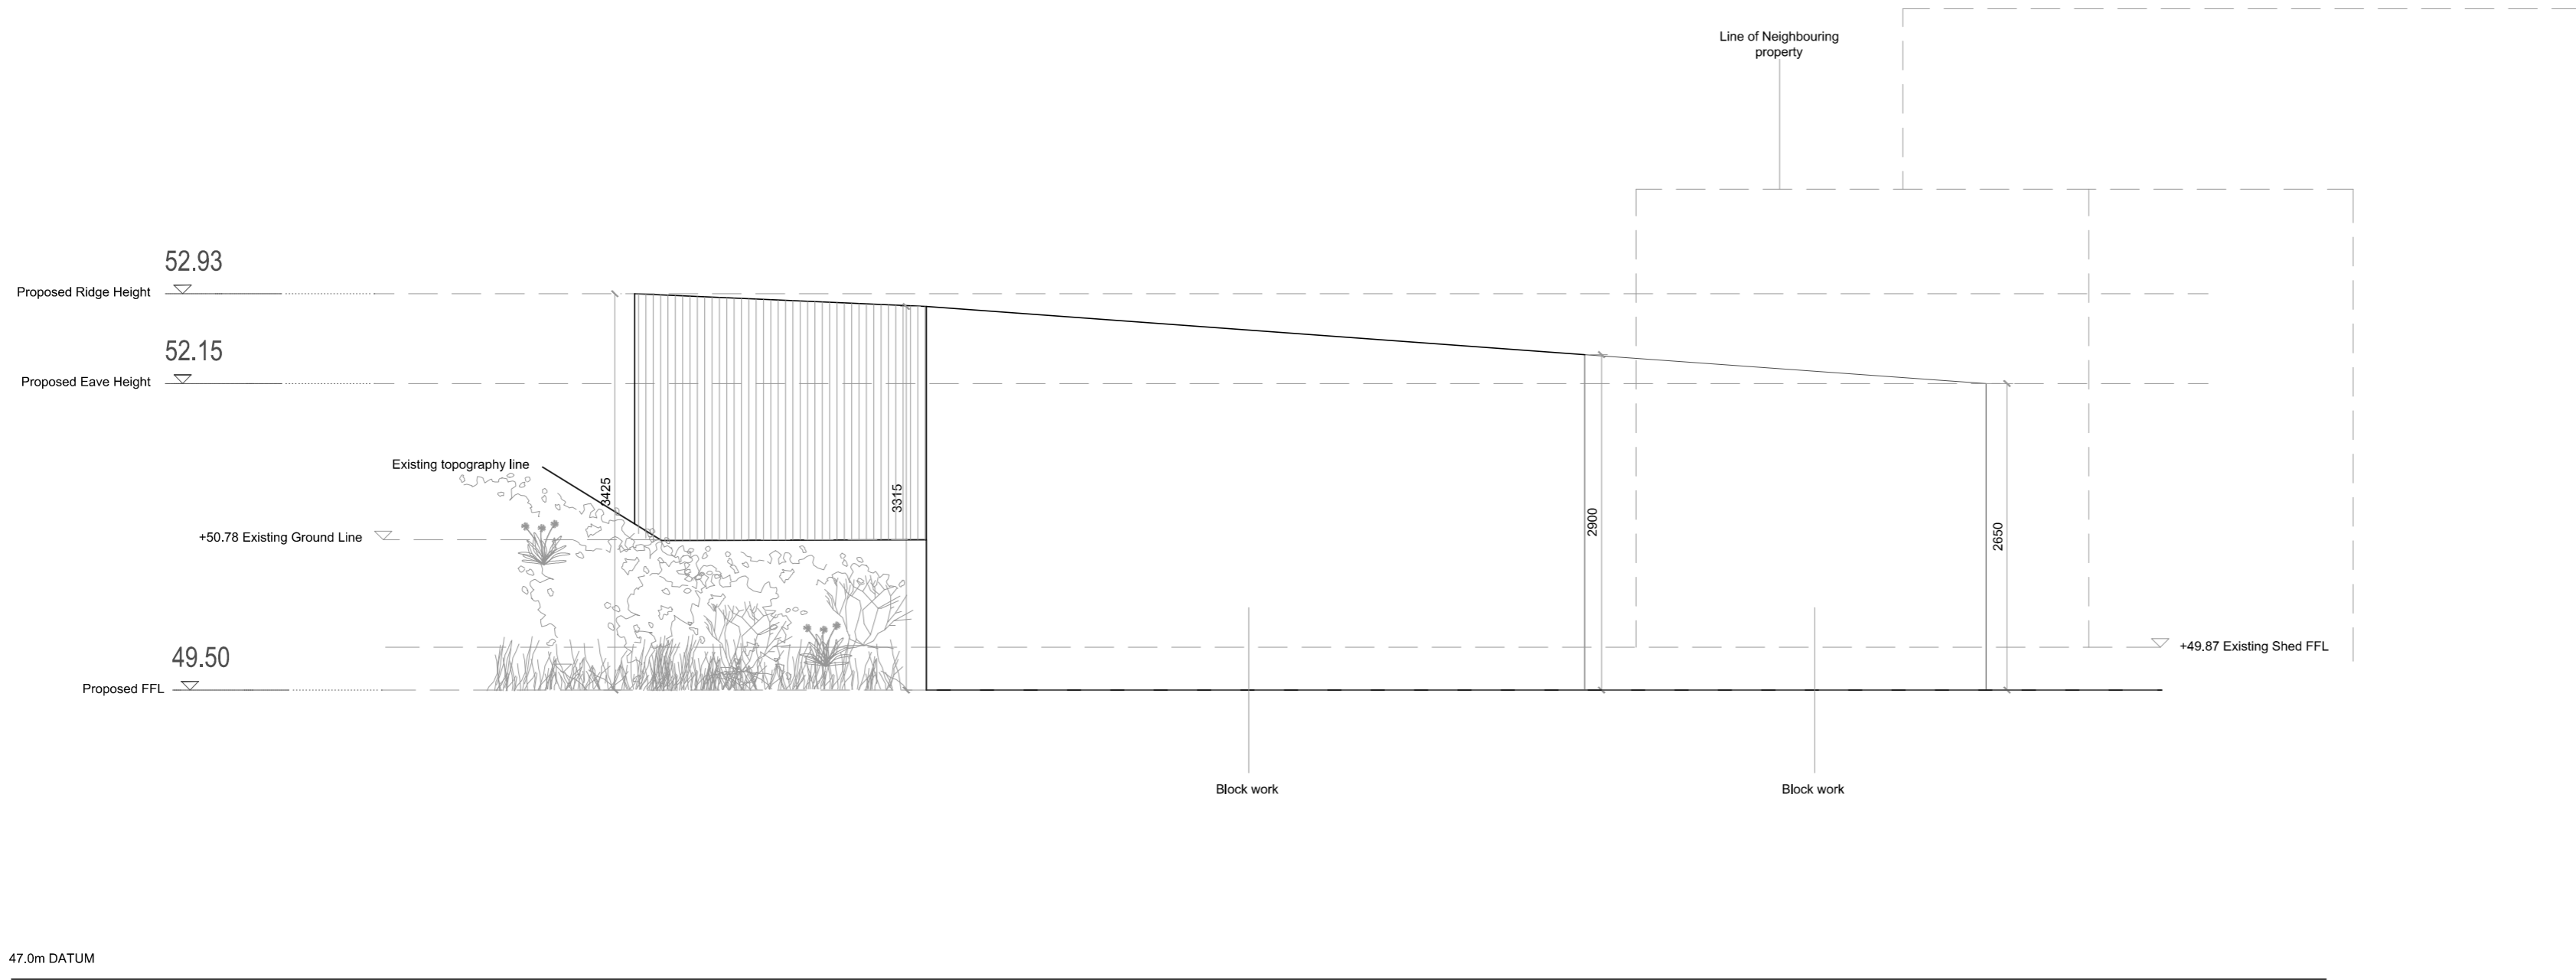 Line of Neighbouring
property
52.93
Proposed Ridge Height
52.15
Proposed Eave Height
Existing topography line
3425
3315
2900
2650
+50.78 Existing Ground Line
+49.87 Existing Shed FFL
49.50
Proposed FFL
Block work
Block work
47.0m DATUM